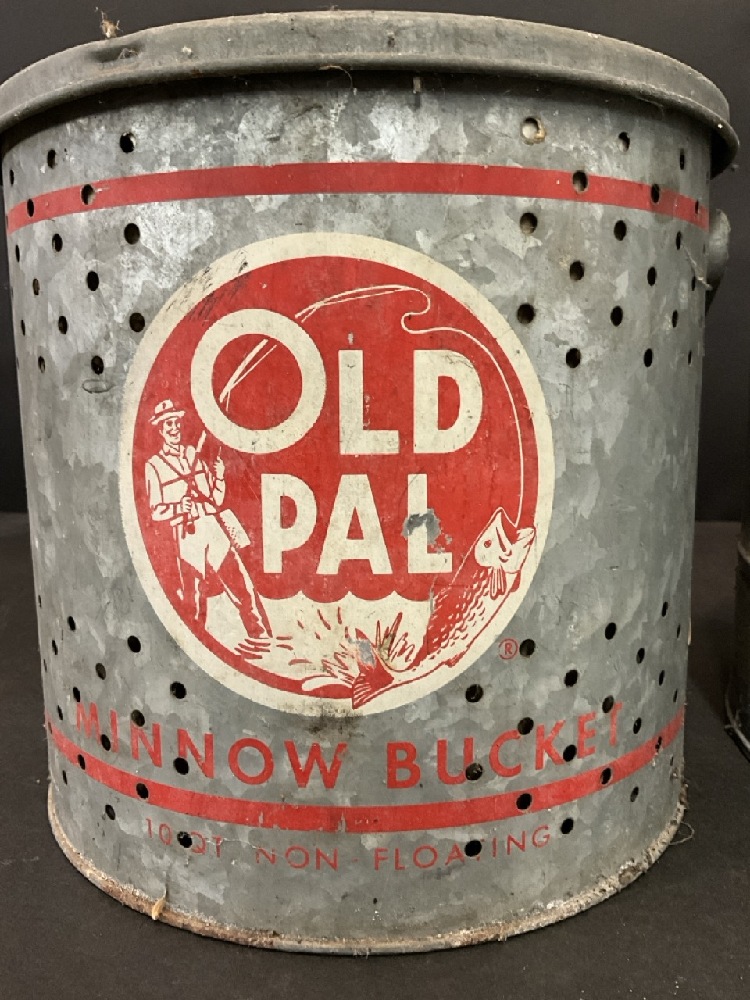 OLD
PAL
®
MINNOW BUCKET
10 QT NON-FLOATING